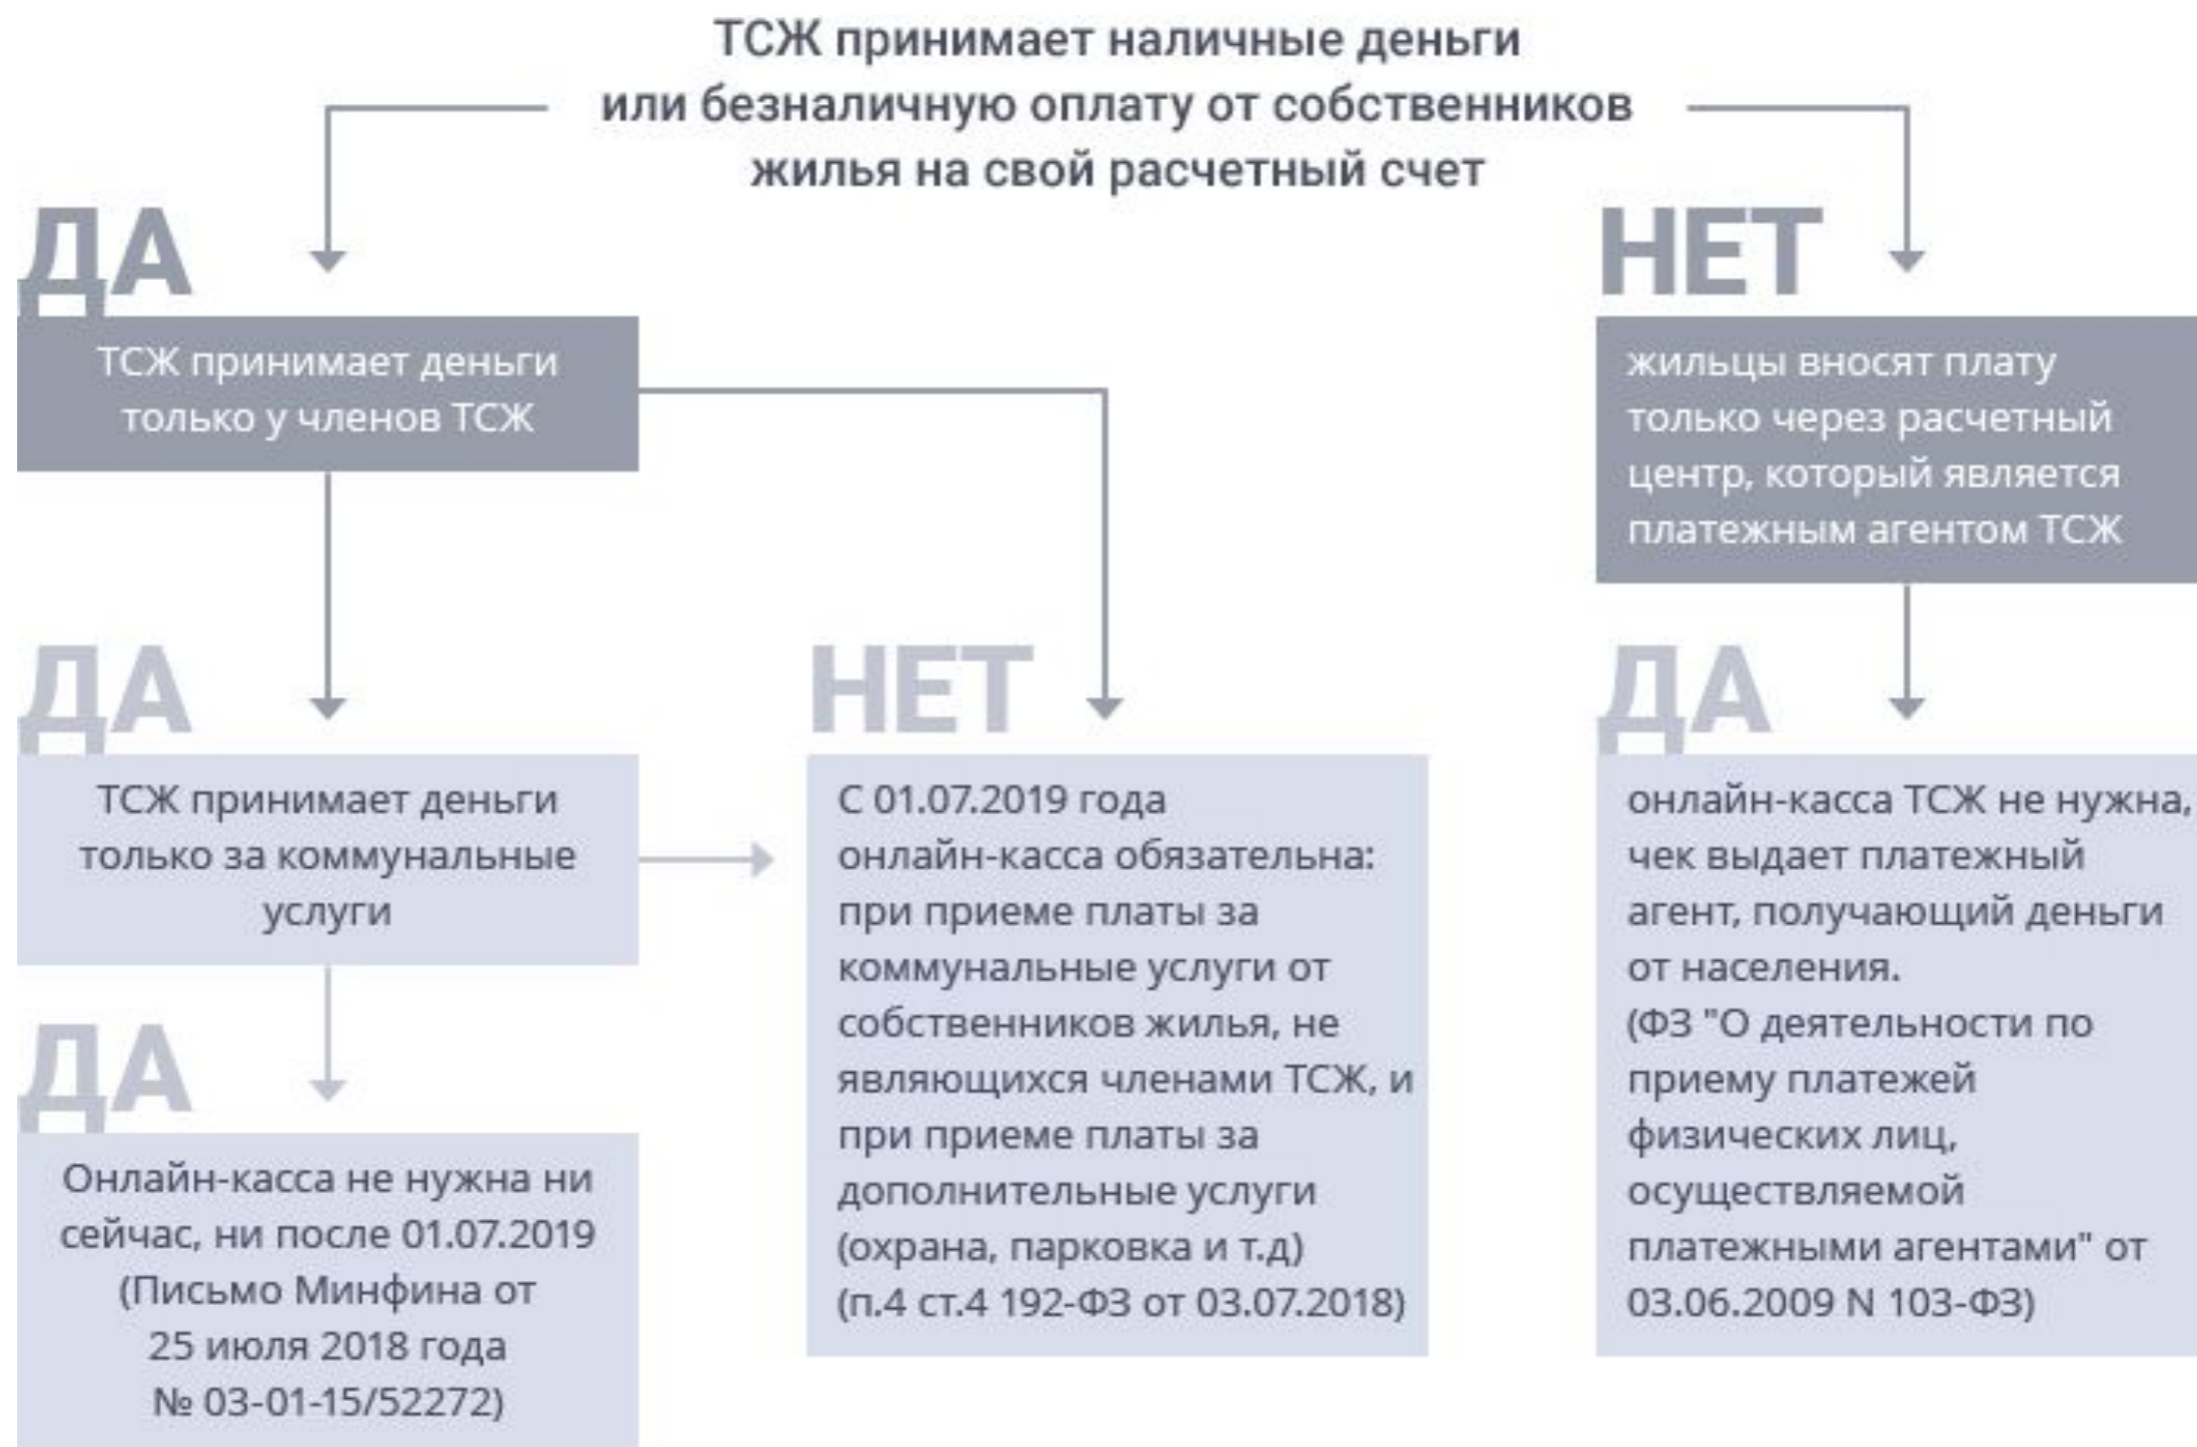 ТСЖ принимает наличные деньги
или безналичную оплату от собственников
жилья на свой расчетный счет
ДА
ТСЖ принимает деньги
только у членов ТСЖ
НЕТ
жильцы вносят плату
только через расчетный
центр, который является
платежным агентом ТСЖ
ДА
ТСЖ принимает деньги
только за коммунальные
услуги
ДА
Онлайн-касса не нужна ни
сейчас, ни после 01.07.2019
(Письмо Минфина от
25 июля 2018 года
№ 03-01-15/52272)
НЕТ
С 01.07.2019 года
онлайн-касса обязательна:
при приеме платы за
коммунальные услуги от
собственников жилья, не
являющихся членами ТСЖ, и
при приеме платы за
дополнительные услуги
(охрана, парковка и т.д)
(п.4 ст.4 192-ФЗ от 03.07.2018)
ДА
онлайн-касса ТСЖ не нужна,
чек выдает платежный
агент, получающий деньги
от населения.
(ФЗ "О деятельности по
приему платежей
физических лиц,
осуществляемой
платежными агентами" от
03.06.2009 N 103-ФЗ)